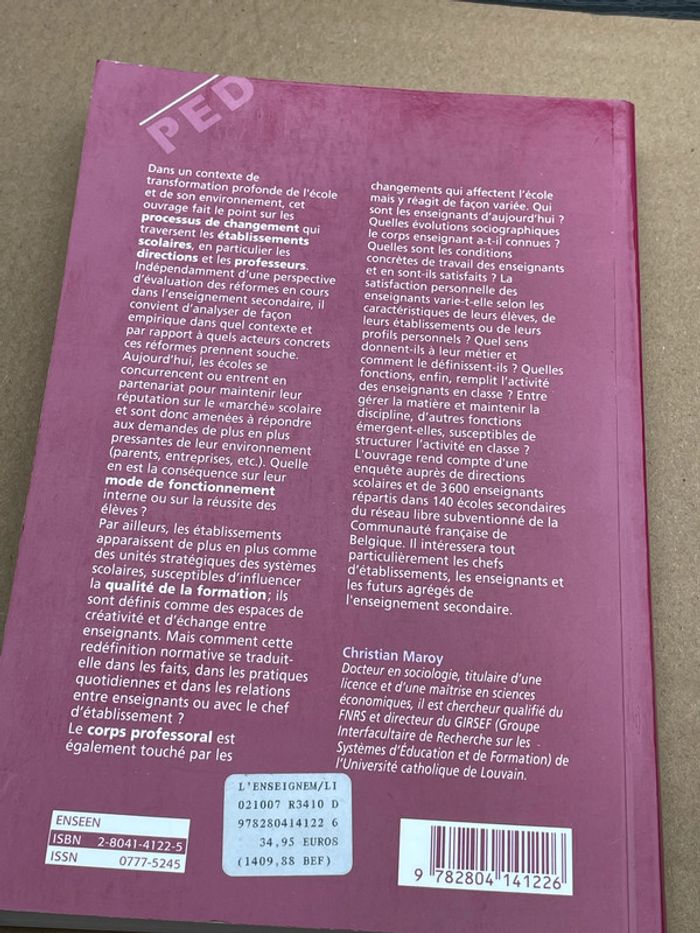 PED
Dans un contexte de
transformation profonde de l'école
et de son environnement, cet
ouvrage fait le point sur les
processus de changement qui
traversent les établissements
scolaires, en particulier les
directions et les professeurs.
Indépendamment d'une perspective
d'évaluation des réformes en cours
dans l'enseignement secondaire, il
convient d'analyser de façon
empirique dans quel contexte et
par rapport à quels acteurs concrets
ces réformes prennent souche.
Aujourd'hui, les écoles se
concurrencent ou entrent en
partenariat pour maintenir leur
réputation sur le «marché» scolaire
et sont donc amenées à répondre
aux demandes de plus en plus
pressantes de leur environnement
(parents, entreprises, etc.). Quelle
en est la conséquence sur leur
mode de fonctionnement
interne ou sur la réussite des
élèves ?
Par ailleurs, les établissements
apparaissent de plus en plus comme
des unités stratégiques des systèmes
scolaires, susceptibles d'influencer
la qualité de la formation; ils
sont définis comme des espaces de
créativité et d'échange entre
enseignants. Mais comment cette
redéfinition normative se traduit-
elle dans les faits, dans les pratiques
quotidiennes et dans les relations
entre enseignants ou avec le chef
d'établissement ?
Le corps professoral est
également touché par les
changements qui affectent l'école
mais y réagit de façon variée. Qui
sont les enseignants d'aujourd'hui ?
Quelles évolutions sociographiques
le corps enseignant a-t-il connues ?
Quelles sont les conditions
concrètes de travail des enseignants
et en sont-ils satisfaits ? La
satisfaction personnelle des
enseignants varie-t-elle selon les
caractéristiques de leurs élèves, de
leurs établissements ou de leurs
profils personnels ? Quel sens
donnent-ils à leur métier et
comment le définissent-ils ? Quelles
fonctions, enfin, remplit l'activité
des enseignants en classe ? Entre
gérer la matière et maintenir la
discipline, d'autres fonctions
émergent-elles, susceptibles de
structurer l'activité en classe ?
L'ouvrage rend compte d'une
enquête auprès de directions
scolaires et de 3600 enseignants
répartis dans 140 écoles secondaires
du réseau libre subventionné de la
Communauté française de
Belgique. Il intéressera tout
particulièrement les chefs
d'établissements, les enseignants et
les futurs agrégés de
l'enseignement secondaire.
Christian Maroy
Docteur en sociologie, titulaire d'une
licence et d'une maîtrise en sciences
économiques, il est chercheur qualifié du
FNRS et directeur du GIRSEF (Groupe
Interfacultaire de Recherche sur les
Systèmes d'Éducation et de Formation) de
l'Université catholique de Louvain.
L'ENSEIGNEM/LI
021007 R3410 D
978280414122 6
34,95 EUROS
(1409,88 BEF)
ENSEEN
ISBN 2-8041-4122-5
ISSN 0777-5245
9 782804 141226